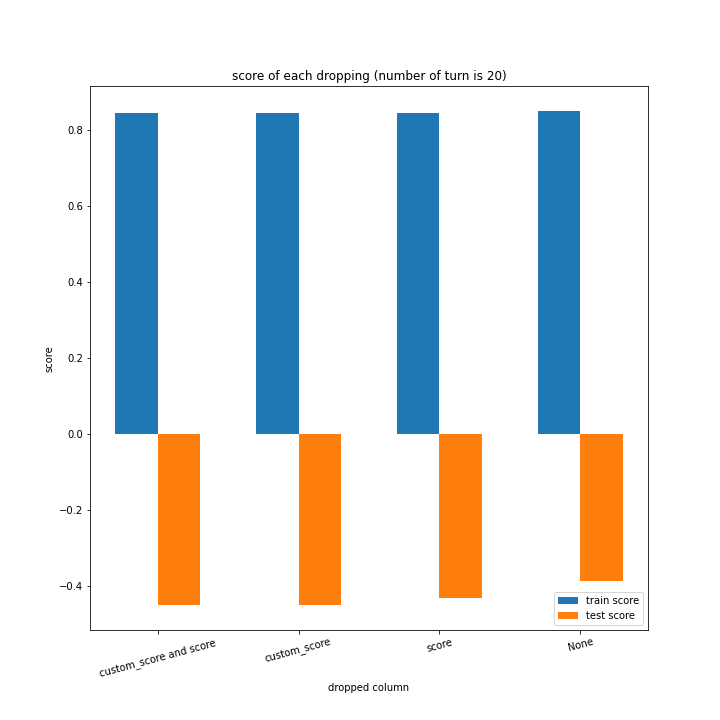 score of each dropping (number of turn is 20)
0.8
0.6
0.4
0.2
0.0
−0.2
−0.4
score
train score
test score
custom_score and score
custom_score
score
None
dropped column